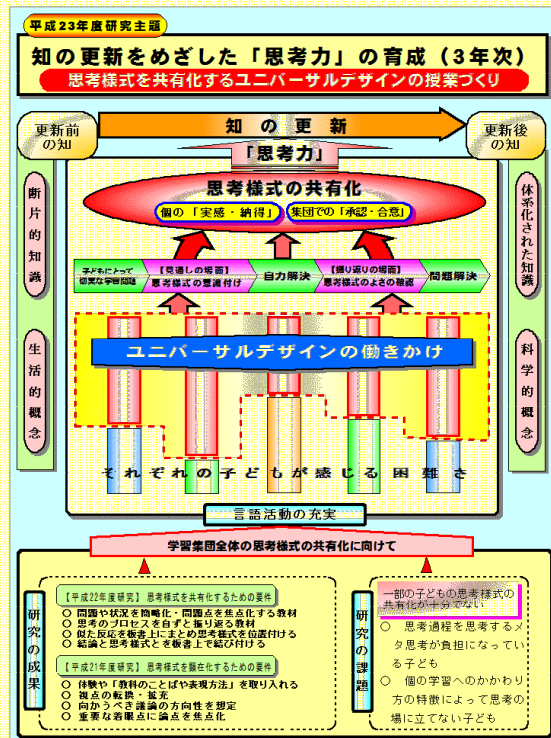 平成23年度研究主題
知の更新をめざした「思考力」の育成（3年次）
思考様式を共有化するユニバーサルデザインの授業づくり
更新前
の知
知の更新
更新後
の知
「思考力」
思考様式の共有化
個の「実感・納得」
集団での「承認・合意」
断片的知識
体系化された知識
子どもにとって
切実な学習問題
【見通しの場面】
思考様式の意識付け
自力解決
【振り返りの場面】
思考様式のよさの確認
問題解決
生活的概念
科学的概念
ユニバーサルデザインの働きかけ
それぞれの子どもが感じる困難さ
言語活動の充実
学習集団全体の思考様式の共有化に向けて
研究の成果
【平成22年度研究】 思考様式を共有化するための要件
○ 問題や状況を簡略化・問題点を焦点化する教材
○ 思考のプロセスを自ずと振り返る教材
○ 似た反応を板書上にまとめ思考様式を位置付ける
○ 結論と思考様式とを板書上で結び付ける
【平成21年度研究】 思考様式を顕在化するための要件
○ 体験や「教科のことばや表現方法」を取り入れる
○ 視点の転換・拡充
○ 向かうべき議論の方向性を想定
○ 重要な着眼点に論点を焦点化
研究の課題
一部の子どもの思考様式の
共有化が十分でない
○ 思考過程を思考するメ
タ思考が負担になってい
る子ども
○ 個の学習へのかかわり
方の特徴によって思考の
場に立てない子ども